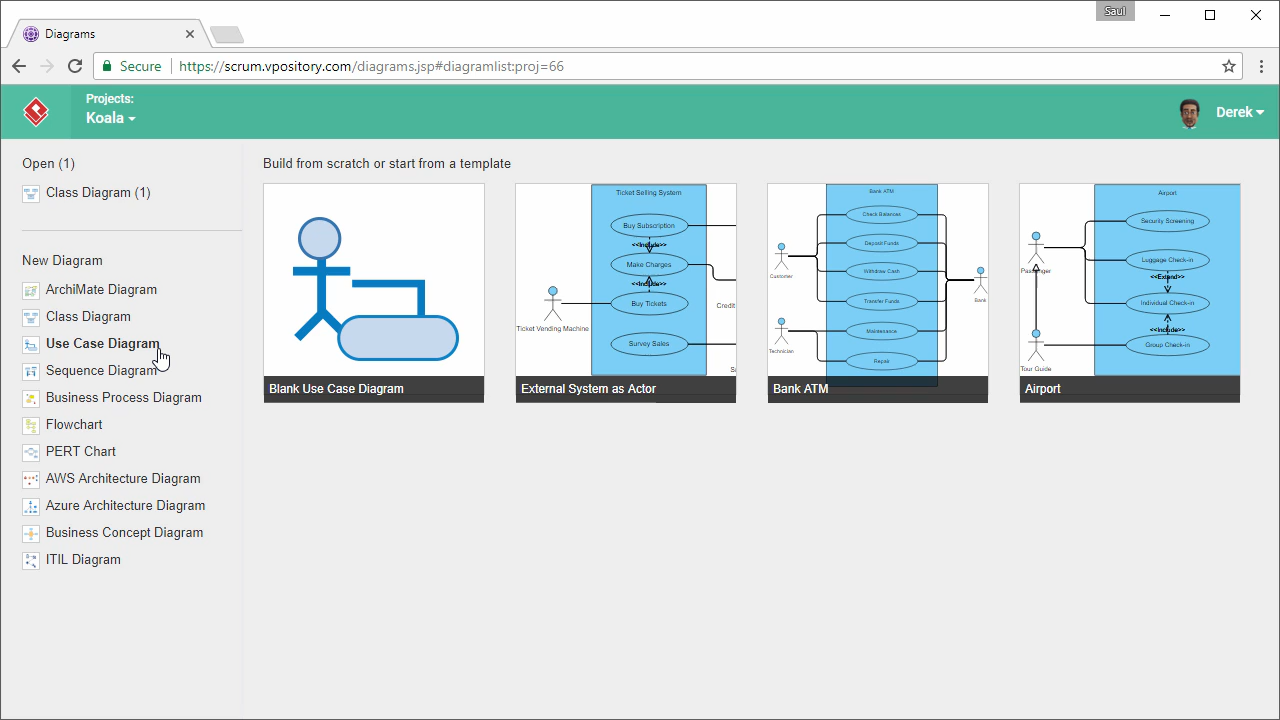 Saul
Diagrams
Secure
https://scrum.vpository.com/diagrams.jsp#diagramlist:proj=66
Projects:
Koala
Derek
Open (1)
Class Diagram (1)
New Diagram
ArchiMate Diagram
Class Diagram
Use Case Diagram
Sequence Diagram
Business Process Diagram
Flowchart
PERT Chart
AWS Architecture Diagram
Azure Architecture Diagram
Business Concept Diagram
ITIL Diagram
Build from scratch or start from a template
Blank Use Case Diagram
Ticket Selling System
Buy Subscription
<<Include>>
Make Charges
<<Include>>
Buy Tickets
Ticket Vending Machine
Credit
Survey Sales
External System as Actor
Bank ATM
Check Balances
Deposit Funds
Withdraw Cash
Transfer Funds
Maintenance
Repair
Customer
Technician
Bank
Bank ATM
Airport
Security Screening
Luggage Check-in
<<Extend>>
Individual Check-in
<<Include>>
Group Check-in
Passenger
Tour Guide
Airport